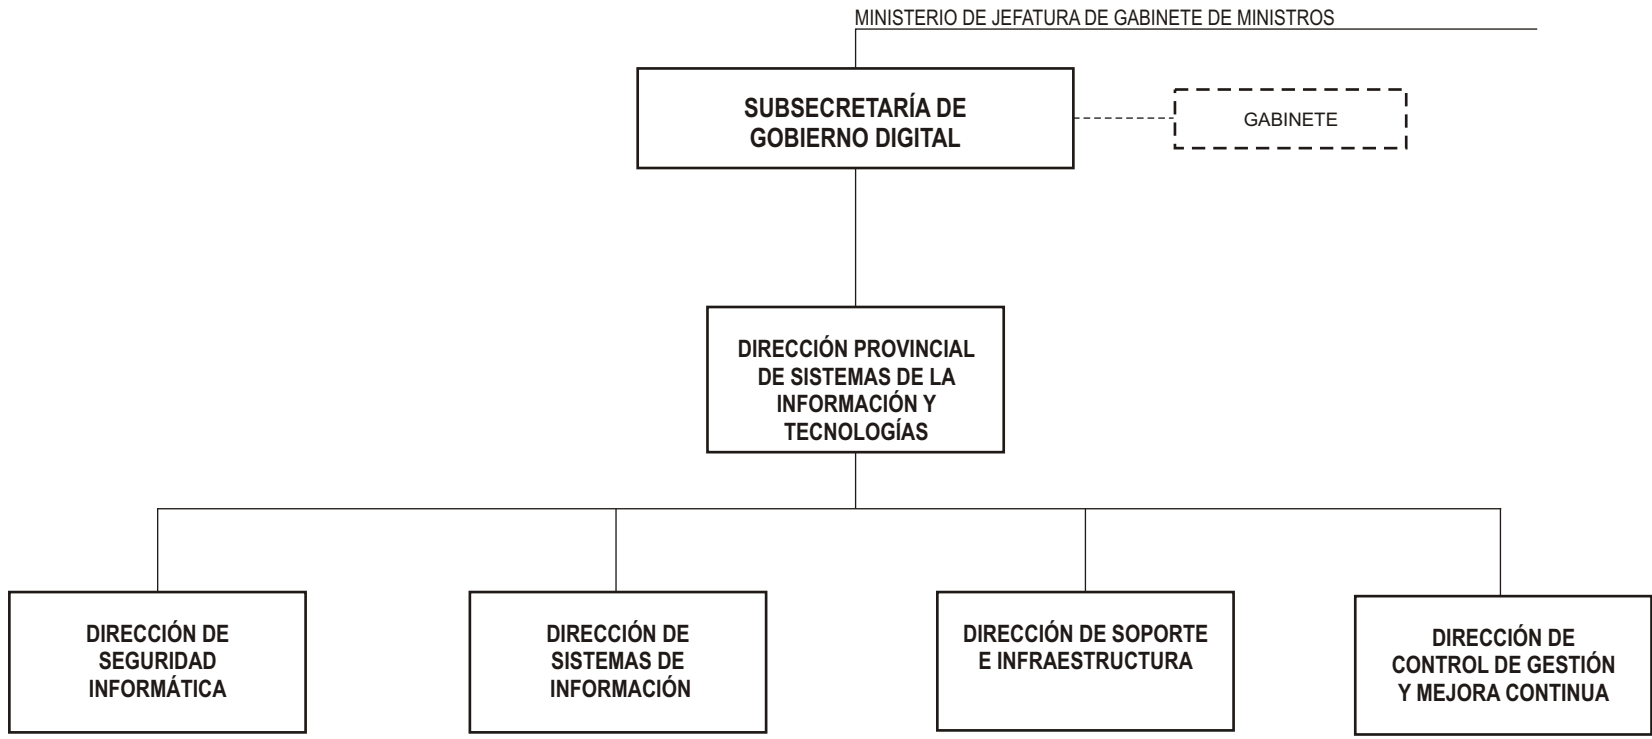 MINISTERIO DE JEFATURA DE GABINETE DE MINISTROS
SUBSECRETARÍA DE
GOBIERNO DIGITAL
GABINETE
DIRECCIÓN PROVINCIAL
DE SISTEMAS DE LA
INFORMACIÓN Y
TECNOLOGÍAS
DIRECCIÓN DE
SEGURIDAD
INFORMÁTICA
DIRECCIÓN DE
SISTEMAS DE
INFORMACIÓN
DIRECCIÓN DE SOPORTE
E INFRAESTRUCTURA
DIRECCIÓN DE
CONTROL DE GESTIÓN
Y MEJORA CONTINUA